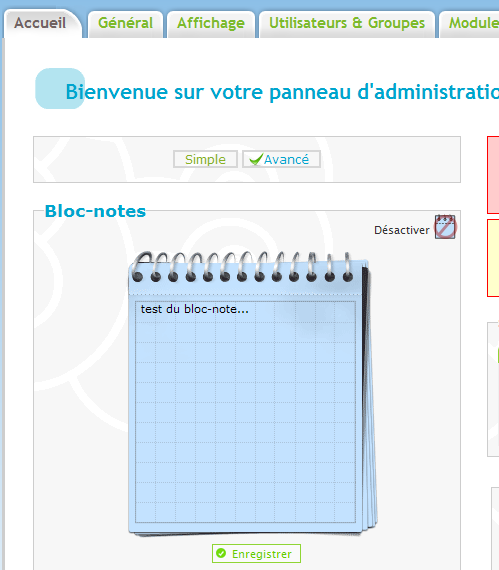 Accueil Général Affichage Utilisateurs & Groupes Module
Bienvenue sur votre panneau d'administratio
Simple Avancé
Bloc-notes
Désactiver
test du bloc-note...
Enregistrer